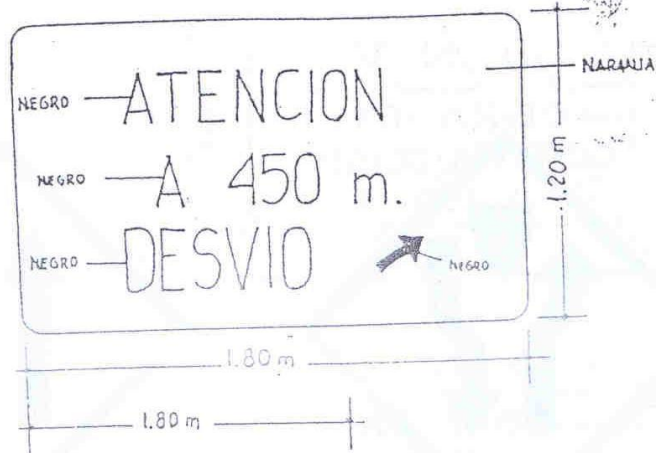 NEGRO ATENCION
NARANJA
NEGRO A 450 m.
1.20 m
NEGRO DESVIO
NEGRO
1.80 m
1.80 m